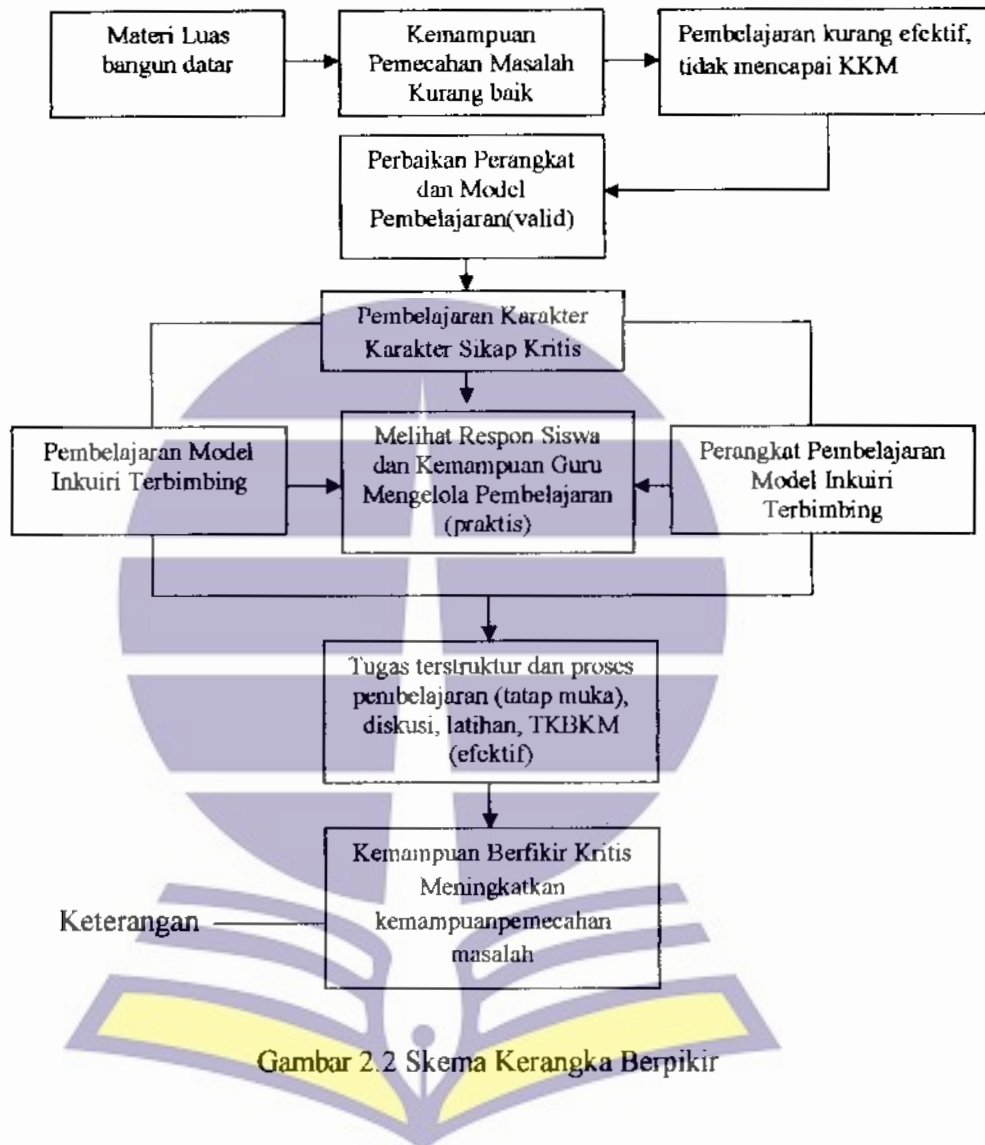 Materi Luas
bangun datar
Kemampuan
Pemecahan Masalah
Kurang baik
Pembelajaran kurang efektif,
tidak mencapai KKM
Perbaikan Perangkat
dan Model
Pembelajaran(valid)
Pembelajaran Karakter
Karakter Sikap Kritis
Pembelajaran Model
Inkuiri Terbimbing
Melihat Respon Siswa
dan Kemampuan Guru
Mengelola Pembelajaran
(praktis)
Perangkat Pembelajaran
Model Inkuiri
Terbimbing
Tugas terstruktur dan proses
pembelajaran (tatap muka),
diskusi, latihan, TKBKM
(efektif)
Kemampuan Berfikir Kritis
Meningkatkan
kemampuanpemecahan
masalah
Keterangan
Gambar 2.2 Skema Kerangka Berpikir